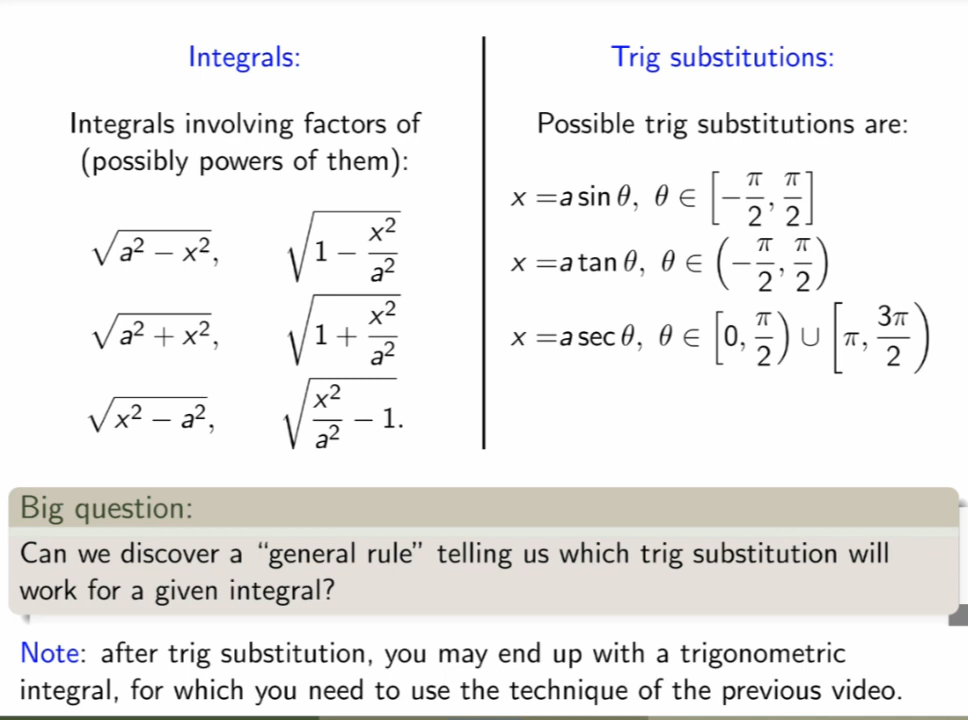 Integrals:
Integrals involving factors of
(possibly powers of them):
√(a² − x²), √(1 − x²/a²)
√(a² + x²), √(1 + x²/a²)
√(x² − a²), √(x²/a² − 1).
Trig substitutions:
Possible trig substitutions are:
x = a sin θ, θ ∈ [−π/2, π/2]
x = a tan θ, θ ∈ (−π/2, π/2)
x = a sec θ, θ ∈ [0, π/2) ∪ [π, 3π/2)
Big question:
Can we discover a “general rule” telling us which trig substitution will
work for a given integral?
Note: after trig substitution, you may end up with a trigonometric
integral, for which you need to use the technique of the previous video.